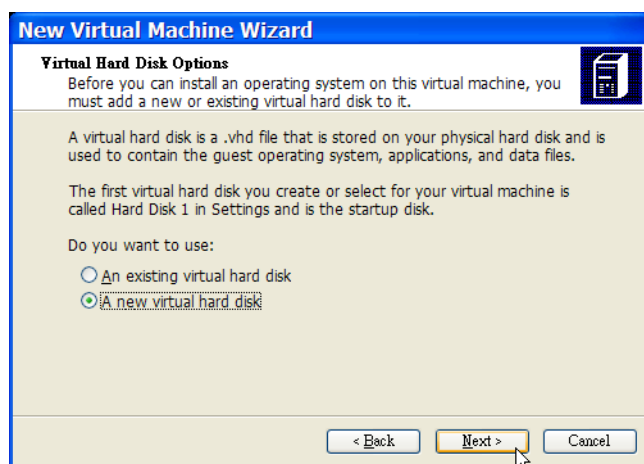 New Virtual Machine Wizard
Virtual Hard Disk Options
Before you can install an operating system on this virtual machine, you
must add a new or existing virtual hard disk to it.
A virtual hard disk is a .vhd file that is stored on your physical hard disk and is
used to contain the guest operating system, applications, and data files.
The first virtual hard disk you create or select for your virtual machine is
called Hard Disk 1 in Settings and is the startup disk.
Do you want to use:
An existing virtual hard disk
A new virtual hard disk
< Back Next > Cancel